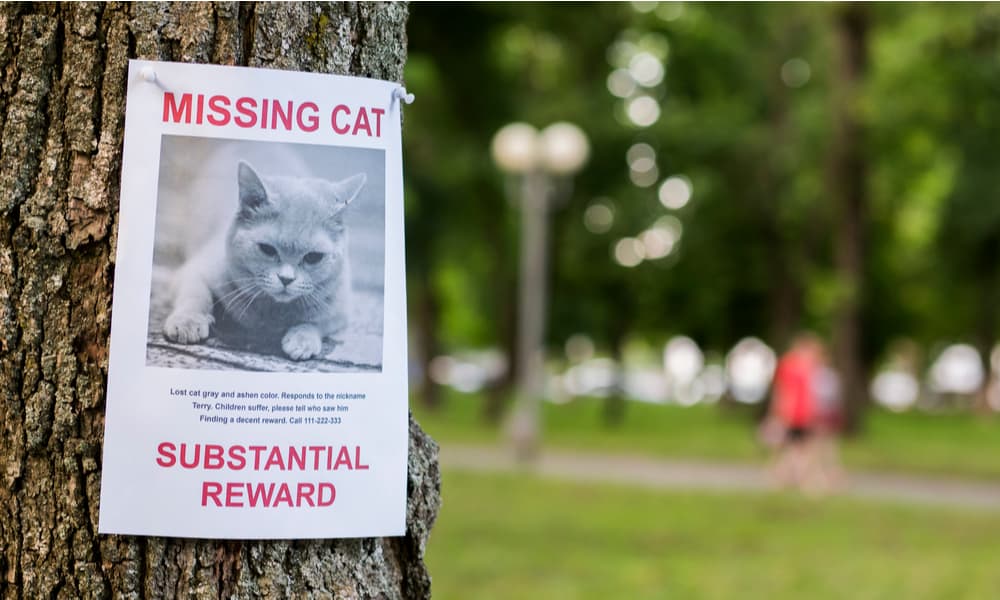 MISSING CAT
Lost cat gray and ashen color. Responds to the nickname
Terry. Children suffer, please tell who saw him
Finding a decent reward. Call 111-222-333
SUBSTANTIAL
REWARD